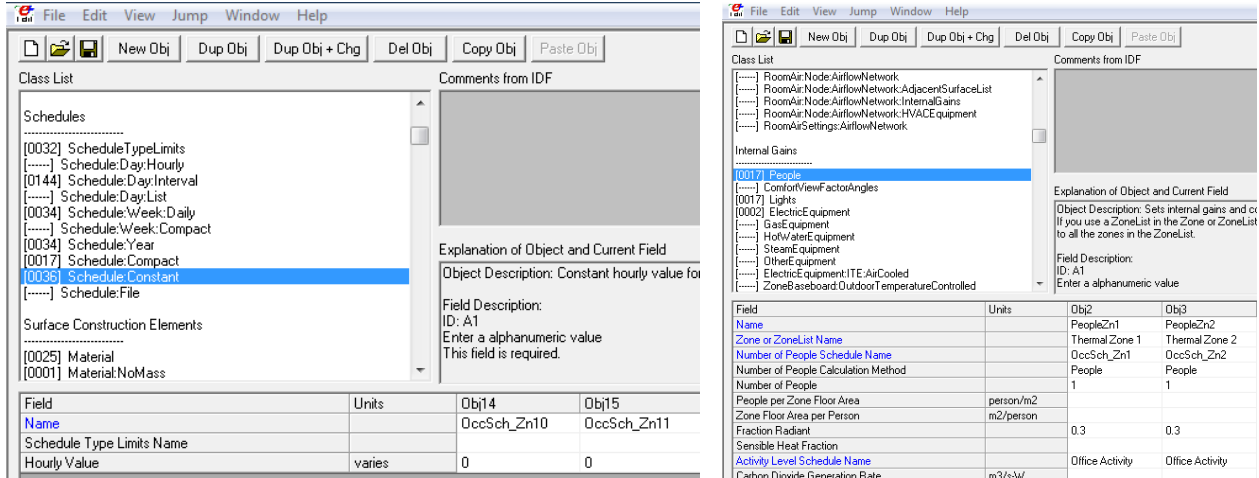 File Edit View Jump Window Help
New Obj Dup Obj Dup Obj + Chg Del Obj Copy Obj Paste Obj
Class List Comments from IDF
Schedules
-------------------------
[0032] ScheduleTypeLimits
[------] Schedule:Day:Hourly
[0144] Schedule:Day:Interval
[------] Schedule:Day:List
[0034] Schedule:Week:Daily
[------] Schedule:Week:Compact
[0034] Schedule:Year
[0017] Schedule:Compact
[0036] Schedule:Constant
[------] Schedule:File
Surface Construction Elements
-------------------------
[0025] Material
[0001] Material:NoMass
Explanation of Object and Current Field
Object Description: Constant hourly value for
Field Description:
ID: A1
Enter a alphanumeric value
This field is required.
Field Units Obj14 Obj15
Name OccSch_Zn10 OccSch_Zn11
Schedule Type Limits Name
Hourly Value varies 0 0
File Edit View Jump Window Help
New Obj Dup Obj Dup Obj + Chg Del Obj Copy Obj Paste Obj
Class List Comments from IDF
[------] RoomAir:Node:AirflowNetwork
[------] RoomAir:Node:AirflowNetwork:AdjacentSurfaceList
[------] RoomAir:Node:AirflowNetwork:InternalGains
[------] RoomAir:Node:AirflowNetwork:HVACEquipment
[------] RoomAirSettings:AirflowNetwork
Internal Gains
-------------------------
[0017] People
[------] ComfortViewFactorAngles
[0017] Lights
[0002] ElectricEquipment
[------] GasEquipment
[------] HotWaterEquipment
[------] SteamEquipment
[------] OtherEquipment
[------] ElectricEquipment:ITE:AirCooled
[------] ZoneBaseboard:OutdoorTemperatureControlled
Explanation of Object and Current Field
Object Description: Sets internal gains and co
If you use a ZoneList in the Zone or ZoneList
to all the zones in the ZoneList.
Field Description:
ID: A1
Enter a alphanumeric value
Field Units Obj2 Obj3
Name PeopleZn1 PeopleZn2
Zone or ZoneList Name Thermal Zone 1 Thermal Zone 2
Number of People Schedule Name OccSch_Zn1 OccSch_Zn2
Number of People Calculation Method People People
Number of People 1 1
People per Zone Floor Area person/m2
Zone Floor Area per Person m2/person
Fraction Radiant 0.3 0.3
Sensible Heat Fraction
Activity Level Schedule Name Office Activity Office Activity
Carbon Dioxide Generation Rate m3/s-W